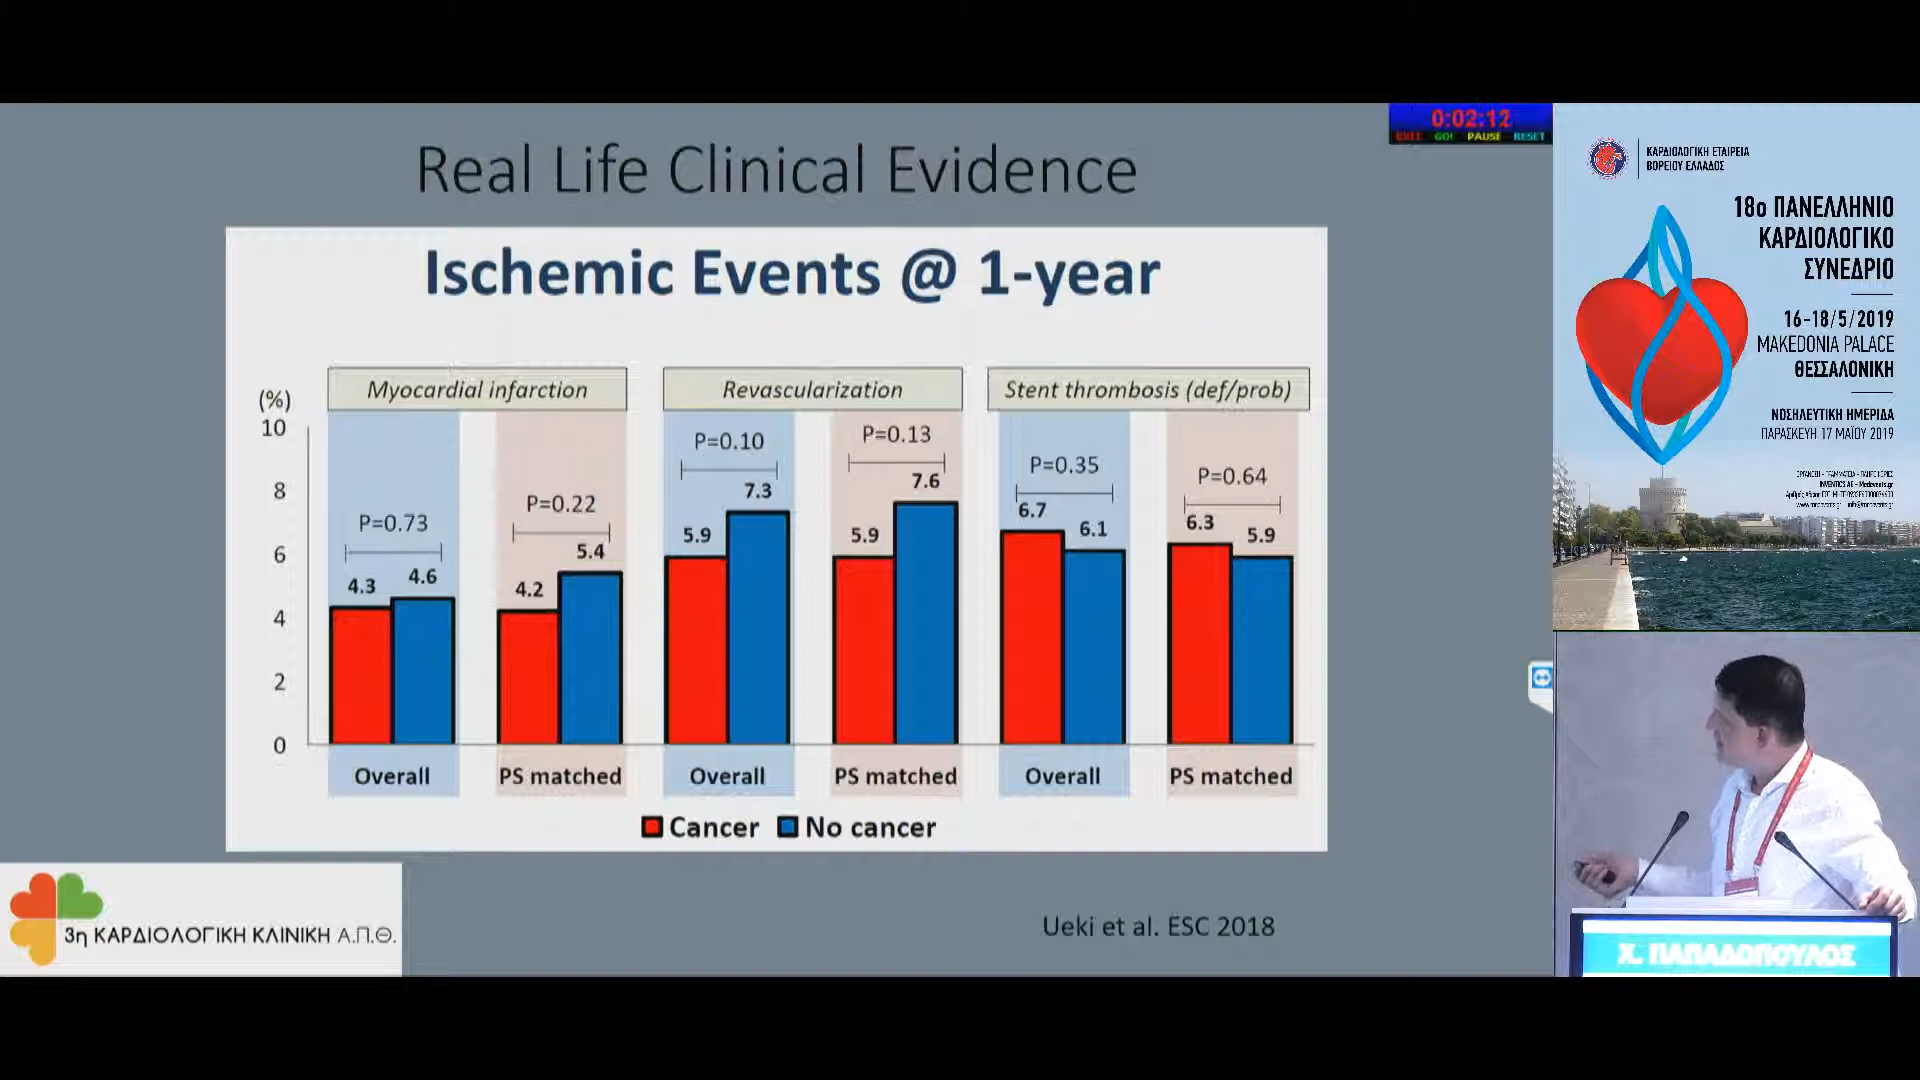 0:02:12
EXIT GO! PAUSE RESET
Real Life Clinical Evidence
Ischemic Events @ 1-year
Myocardial infarction
Revascularization
Stent thrombosis (def/prob)
(%)
10
8
6
4
2
0
P=0.73
4.3
4.6
P=0.22
4.2
5.4
P=0.10
5.9
7.3
P=0.13
5.9
7.6
P=0.35
6.7
6.1
P=0.64
6.3
5.9
Overall
PS matched
Overall
PS matched
Overall
PS matched
Cancer
No cancer
Ueki et al. ESC 2018
3η ΚΑΡΔΙΟΛΟΓΙΚΗ ΚΛΙΝΙΚΗ Α.Π.Θ.
ΚΑΡΔΙΟΛΟΓΙΚΗ ΕΤΑΙΡΕΙΑ
ΒΟΡΕΙΟΥ ΕΛΛΑΔΟΣ
18ο ΠΑΝΕΛΛΗΝΙΟ
ΚΑΡΔΙΟΛΟΓΙΚΟ
ΣΥΝΕΔΡΙΟ
16-18/5/2019
MAKEDONIA PALACE
ΘΕΣΣΑΛΟΝΙΚΗ
ΝΟΣΗΛΕΥΤΙΚΗ ΗΜΕΡΙΔΑ
ΠΑΡΑΣΚΕΥΗ 17 ΜΑΪΟΥ 2019
INVENTICS AE - Medevents.gr
Χ. ΠΑΠΑΔΟΠΟΥΛΟΣ